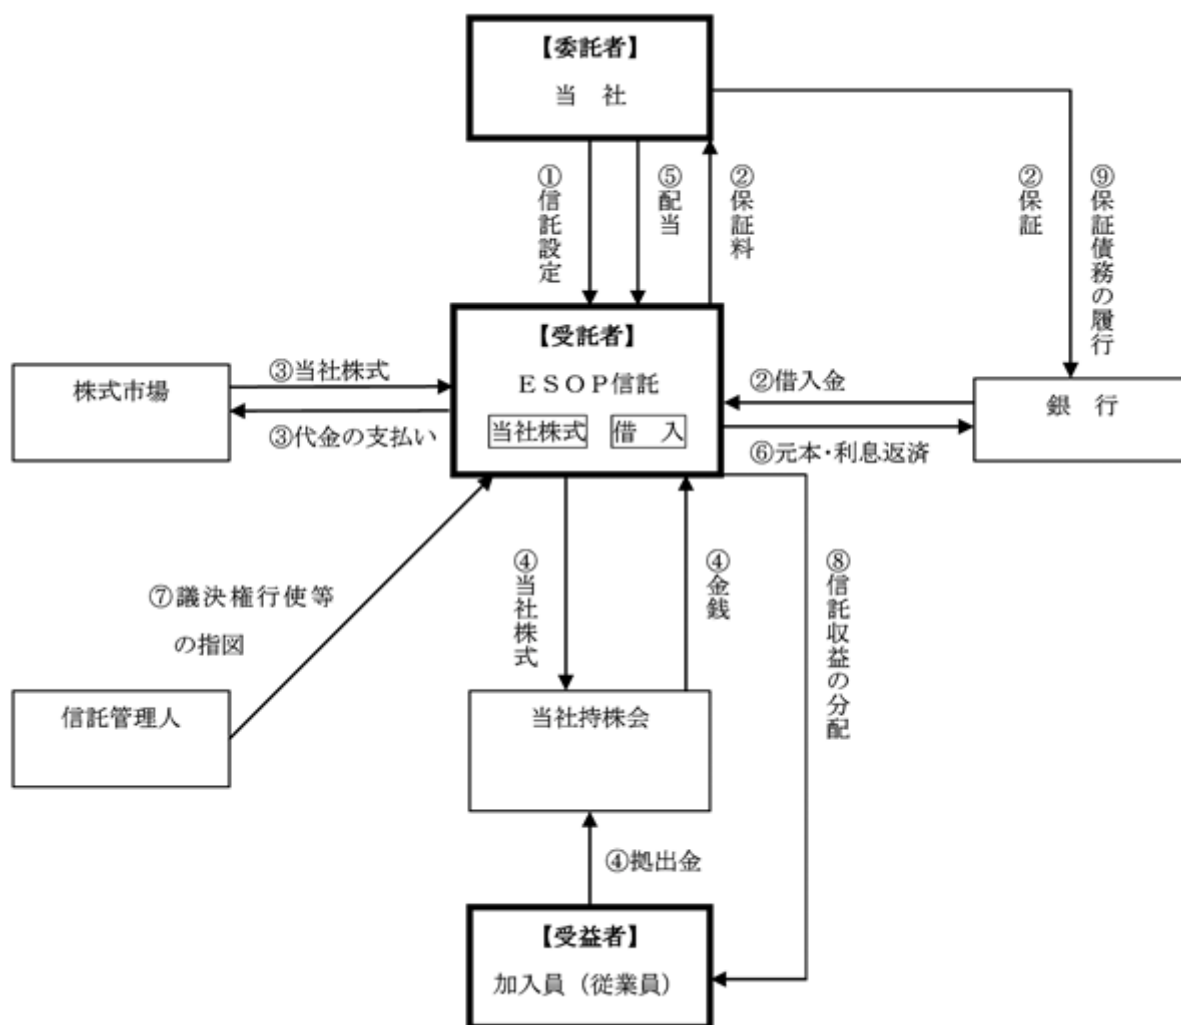 【委託者】
当 社
①信託設定
⑤配当
②保証料
②保証
⑨保証債務の履行
【受託者】
ESOP信託
当社株式
借 入
株式市場
③当社株式
③代金の支払い
②借入金
⑥元本・利息返済
銀 行
⑦議決権行使等
の指図
④当社株式
④金銭
⑧信託収益の分配
信託管理人
当社持株会
④拠出金
【受益者】
加入員（従業員）